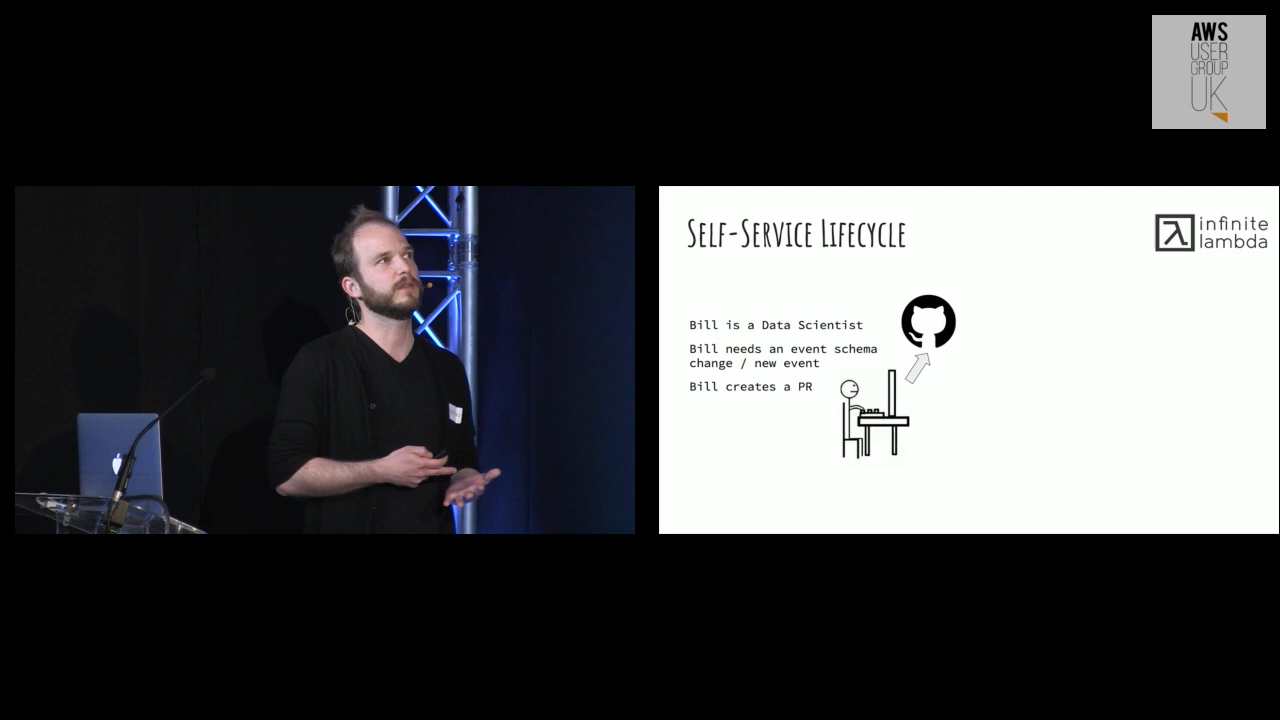 AWS
USER
GROUP
UK
Self-Service Lifecycle
infinite
lambda
Bill is a Data Scientist
Bill needs an event schema
change / new event
Bill creates a PR